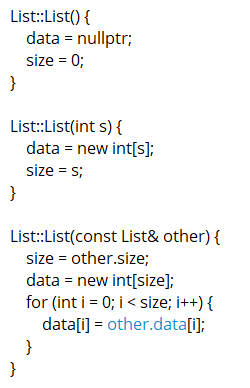 List::List() {
    data = nullptr;
    size = 0;
}

List::List(int s) {
    data = new int[s];
    size = s;
}

List::List(const List& other) {
    size = other.size;
    data = new int[size];
    for (int i = 0; i < size; i++) {
        data[i] = other.data[i];
    }
}